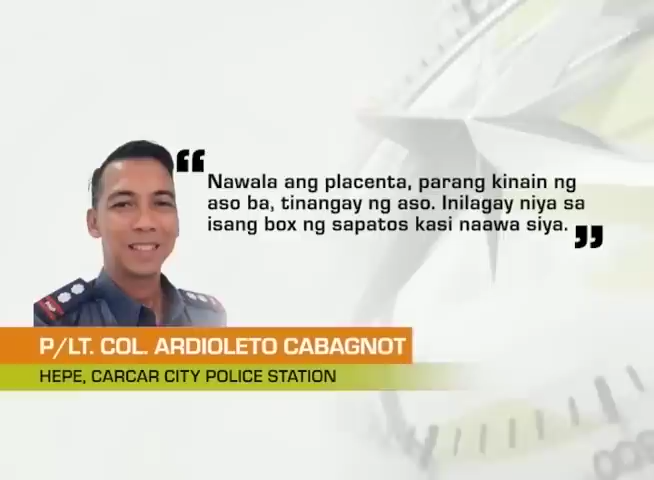 “
Nawala ang placenta, parang kinain ng
aso ba, tinangay ng aso. Inilagay niya sa
isang box ng sapatos kasi naawa siya.
”
P/LT. COL. ARDIOLETO CABAGNOT
HEPE, CARCAR CITY POLICE STATION